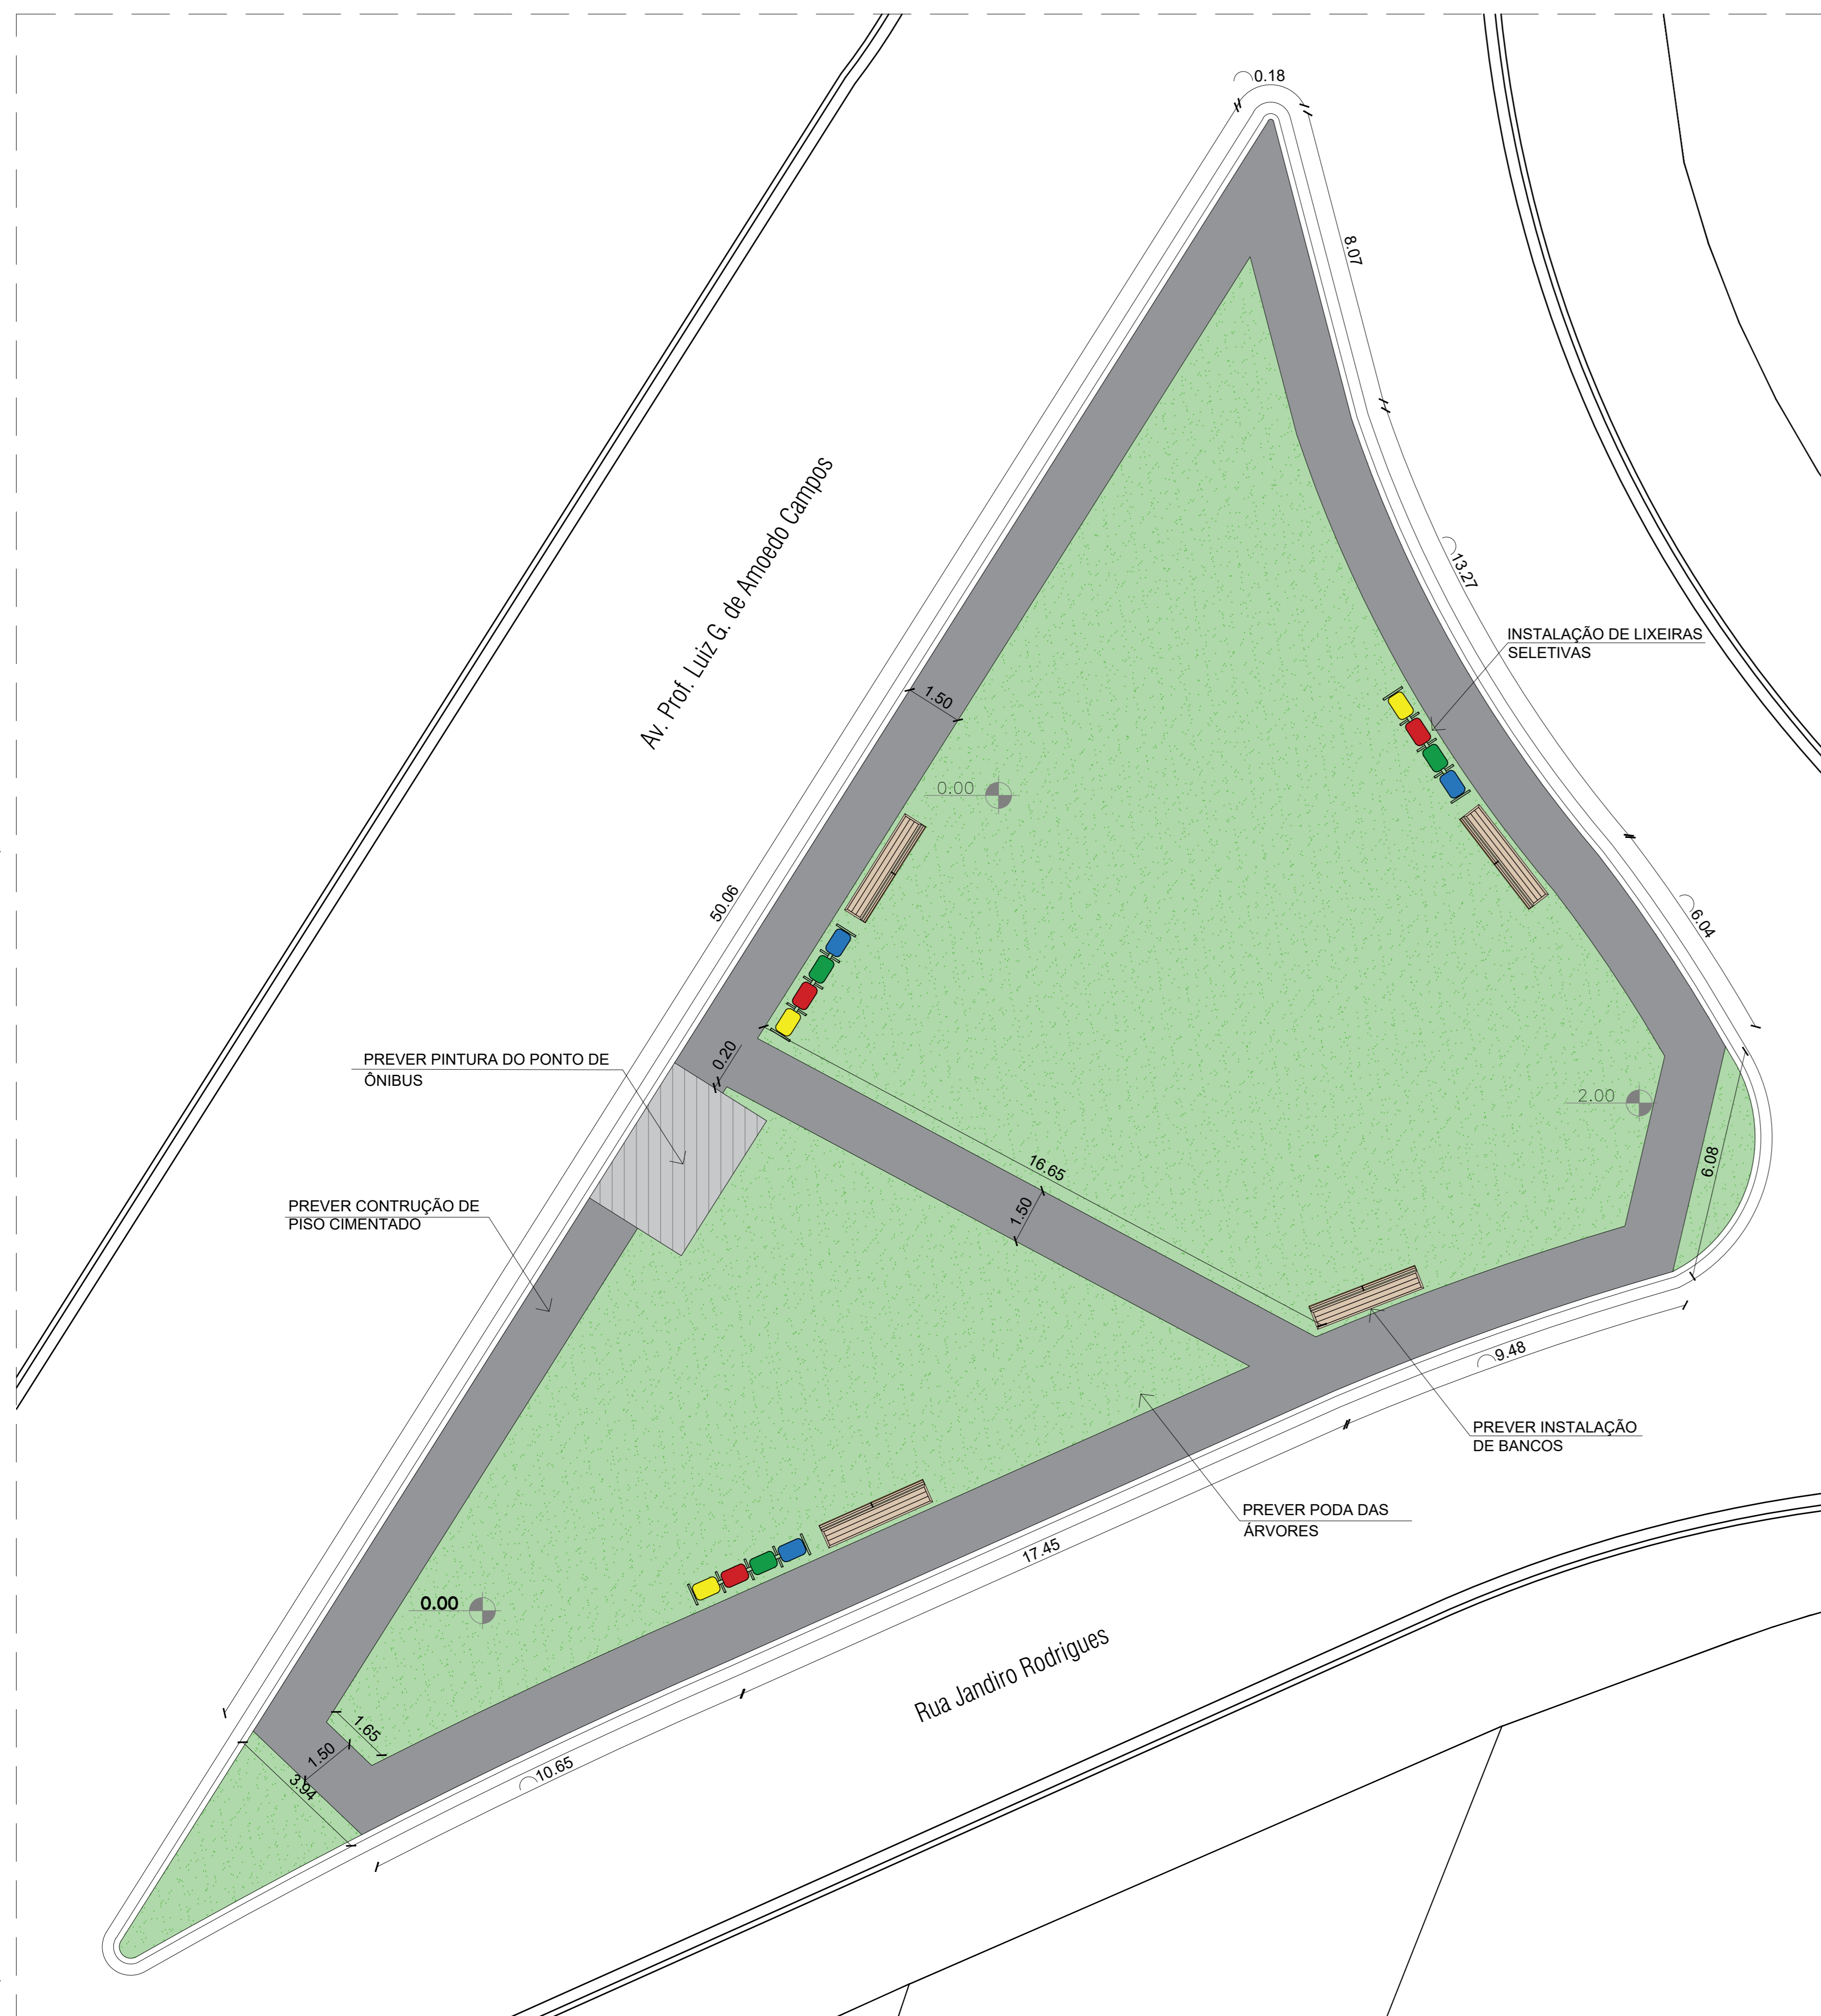 0.18
8.07
13.27
Av. Prof. Luiz G. de Amoedo Campos
INSTALAÇÃO DE LIXEIRAS
SELETIVAS
1.50
0.00
50.06
6.04
0.20
PREVER PINTURA DO PONTO DE
ÔNIBUS
2.00
16.65
6.08
1.50
PREVER CONTRUÇÃO DE
PISO CIMENTADO
9.48
PREVER INSTALAÇÃO
DE BANCOS
PREVER PODA DAS
ÁRVORES
17.45
0.00
Rua Jandiro Rodrigues
1.65
1.50
3.94
10.65